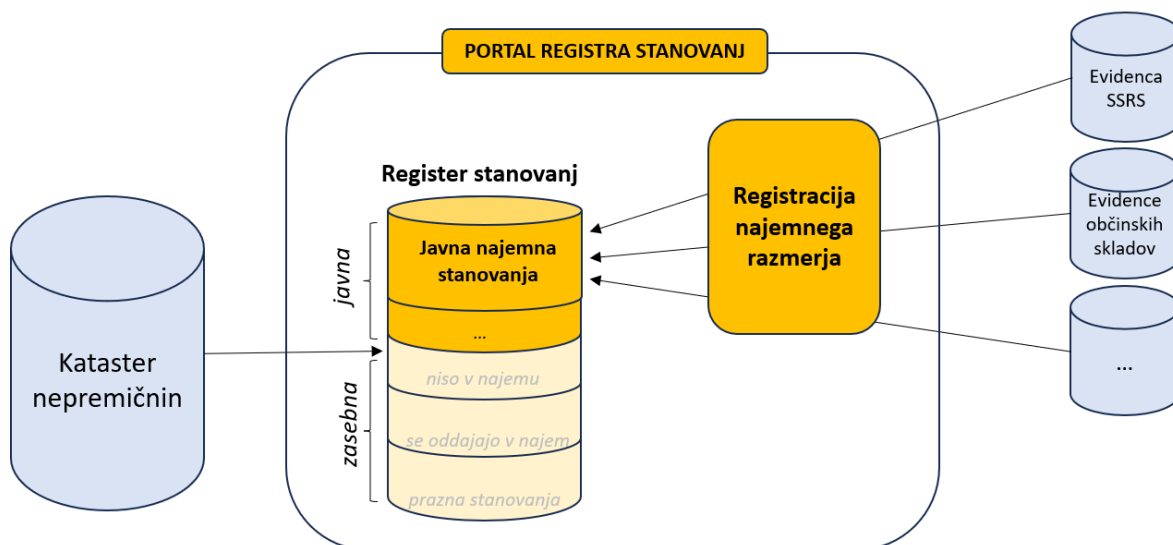 PORTAL REGISTRA STANOVANJ
Evidenca
SSRS
Register stanovanj
Registracija
najemnega
razmerja
Evidence
občinskih
skladov
javna
Javna najemna
stanovanja
...
Kataster
nepremičnin
zasebna
niso v najemu
se oddajajo v najem
prazna stanovanja
...